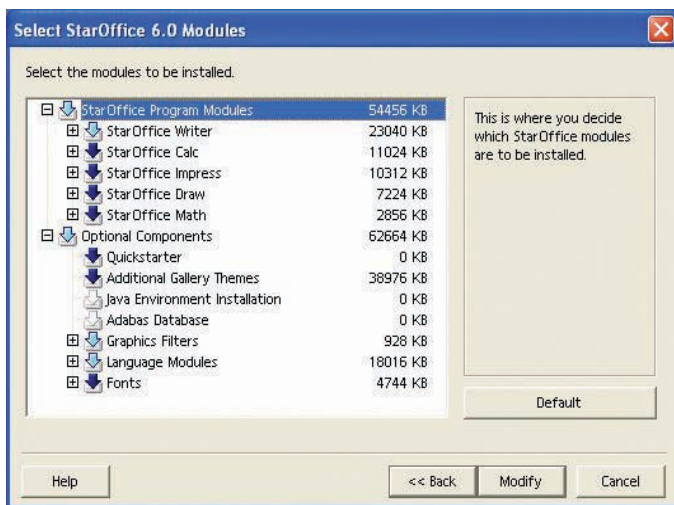 Select StarOffice 6.0 Modules
Select the modules to be installed.
StarOffice Program Modules 54456 KB
StarOffice Writer 23040 KB
StarOffice Calc 11024 KB
StarOffice Impress 10312 KB
StarOffice Draw 7224 KB
StarOffice Math 2856 KB
Optional Components 62664 KB
Quickstarter 0 KB
Additional Gallery Themes 38976 KB
Java Environment Installation 0 KB
Adabas Database 0 KB
Graphics Filters 928 KB
Language Modules 18016 KB
Fonts 4744 KB
This is where you decide
which StarOffice modules
are to be installed.
Default
Help << Back Modify Cancel